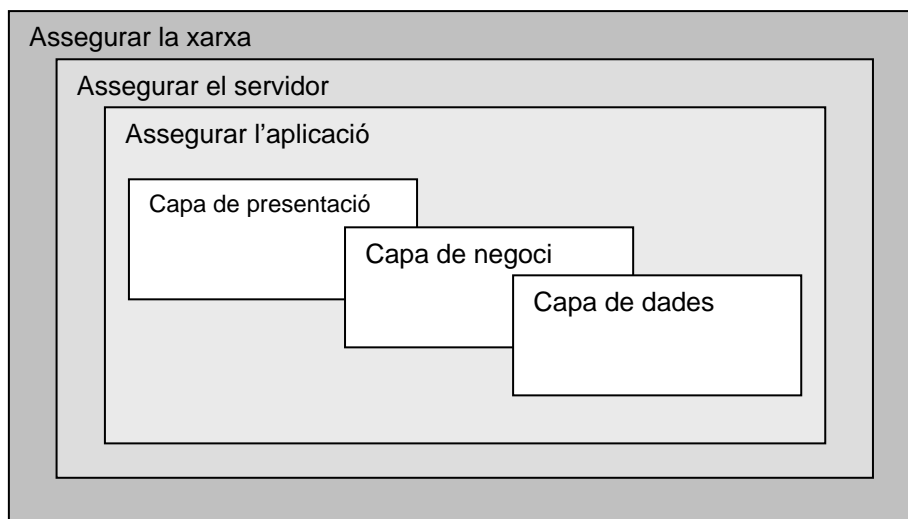 Assegurar la xarxa
Assegurar el servidor
Assegurar l’aplicació
Capa de presentació
Capa de negoci
Capa de dades